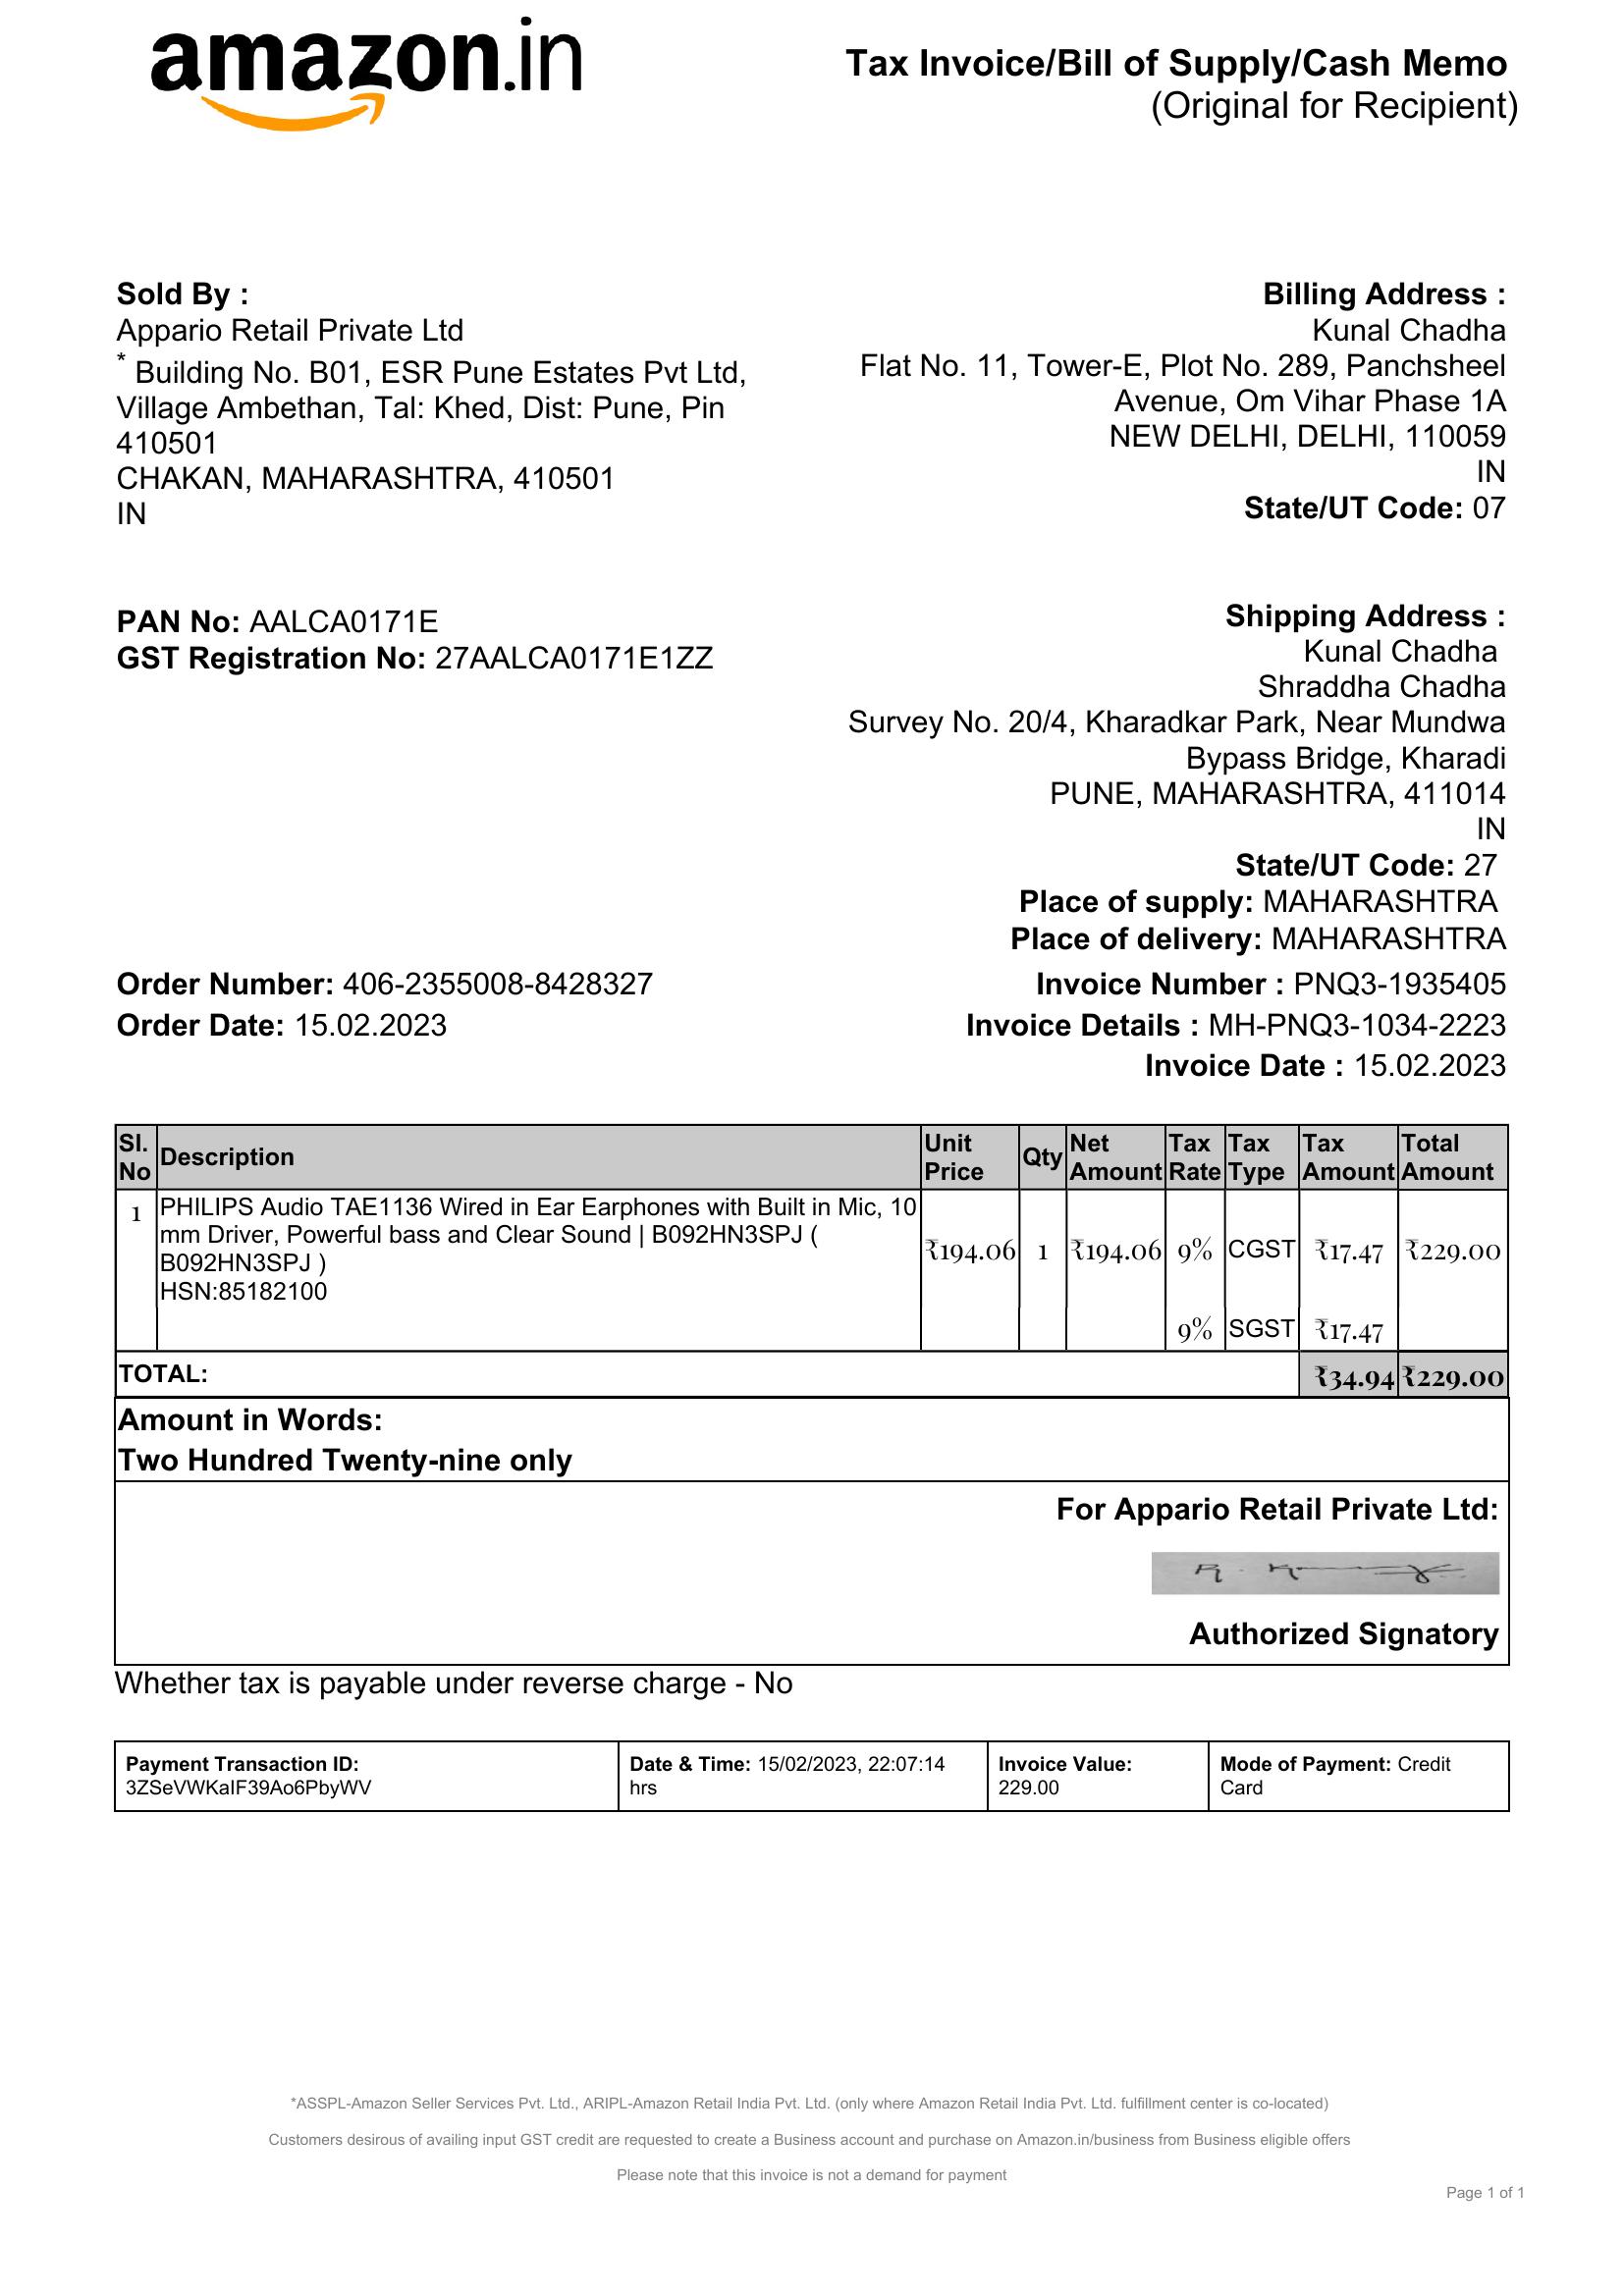 amazon.in
Tax Invoice/Bill of Supply/Cash Memo
(Original for Recipient)
Sold By :
Appario Retail Private Ltd
* Building No. B01, ESR Pune Estates Pvt Ltd,
Village Ambethan, Tal: Khed, Dist: Pune, Pin
410501
CHAKAN, MAHARASHTRA, 410501
IN
Billing Address :
Kunal Chadha
Flat No. 11, Tower-E, Plot No. 289, Panchsheel
Avenue, Om Vihar Phase 1A
NEW DELHI, DELHI, 110059
IN
State/UT Code: 07
PAN No: AALCA0171E
GST Registration No: 27AALCA0171E1ZZ
Shipping Address :
Kunal Chadha
Shraddha Chadha
Survey No. 20/4, Kharadkar Park, Near Mundwa
Bypass Bridge, Kharadi
PUNE, MAHARASHTRA, 411014
IN
State/UT Code: 27
Place of supply: MAHARASHTRA
Place of delivery: MAHARASHTRA
Order Number: 406-2355008-8428327
Order Date: 15.02.2023
Invoice Number : PNQ3-1935405
Invoice Details : MH-PNQ3-1034-2223
Invoice Date : 15.02.2023
Sl. No Description Unit Price Qty Net Amount Tax Rate Tax Type Tax Amount Total Amount
1 PHILIPS Audio TAE1136 Wired in Ear Earphones with Built in Mic, 10
mm Driver, Powerful bass and Clear Sound | B092HN3SPJ (
B092HN3SPJ )
HSN:85182100
₹194.06 1 ₹194.06 9% CGST ₹17.47 ₹229.00
9% SGST ₹17.47
TOTAL: ₹34.94 ₹229.00
Amount in Words:
Two Hundred Twenty-nine only
For Appario Retail Private Ltd:
Authorized Signatory
Whether tax is payable under reverse charge - No
Payment Transaction ID:
3ZSeVWKaIF39Ao6PbyWV
Date & Time: 15/02/2023, 22:07:14
hrs
Invoice Value:
229.00
Mode of Payment: Credit
Card
*ASSPL-Amazon Seller Services Pvt. Ltd., ARIPL-Amazon Retail India Pvt. Ltd. (only where Amazon Retail India Pvt. Ltd. fulfillment center is co-located)
Customers desirous of availing input GST credit are requested to create a Business account and purchase on Amazon.in/business from Business eligible offers
Please note that this invoice is not a demand for payment
Page 1 of 1